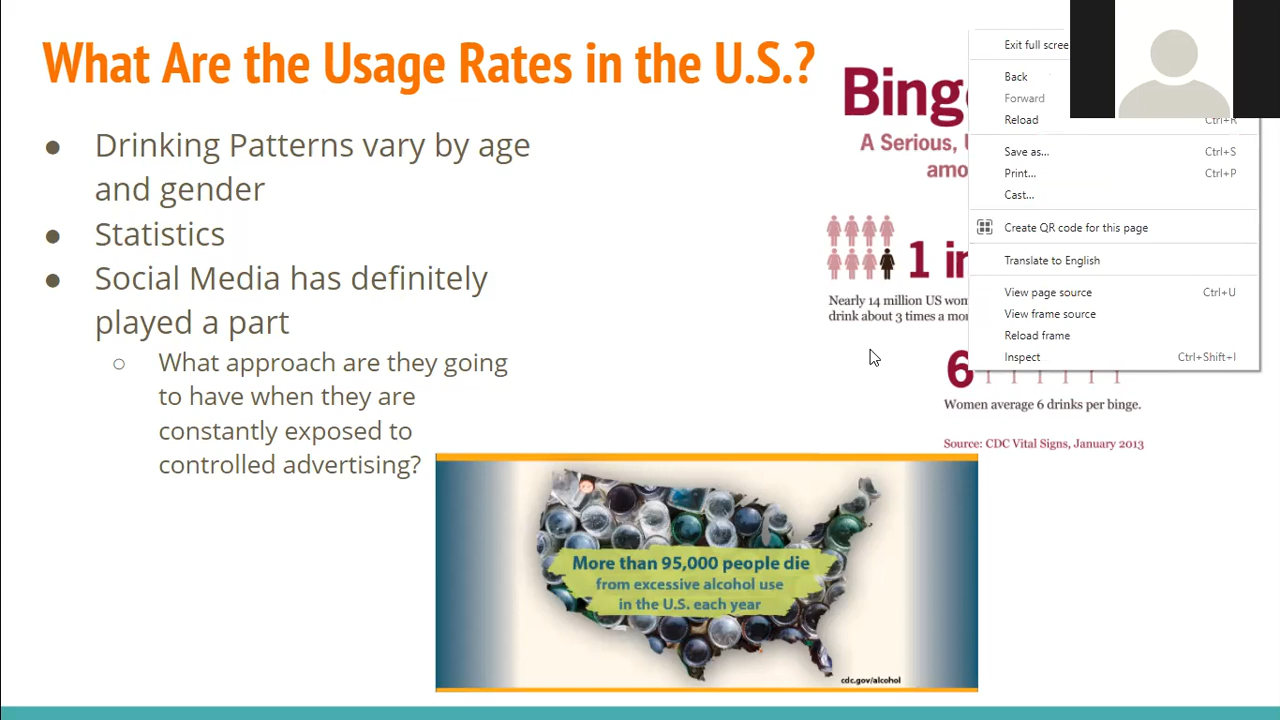 What Are the Usage Rates in the U.S.?
Drinking Patterns vary by age
and gender
Statistics
Social Media has definitely
played a part
What approach are they going
to have when they are
constantly exposed to
controlled advertising?
Bing
A Serious,
amo
1 in
Nearly 14 million US wom
drink about 3 times a mo
6
Women average 6 drinks per binge.
Source: CDC Vital Signs, January 2013
More than 95,000 people die
from excessive alcohol use
in the U.S. each year
cdc.gov/alcohol
Exit full scree
Back
Forward
Reload Ctrl+R
Save as... Ctrl+S
Print... Ctrl+P
Cast...
Create QR code for this page
Translate to English
View page source Ctrl+U
View frame source
Reload frame
Inspect Ctrl+Shift+I